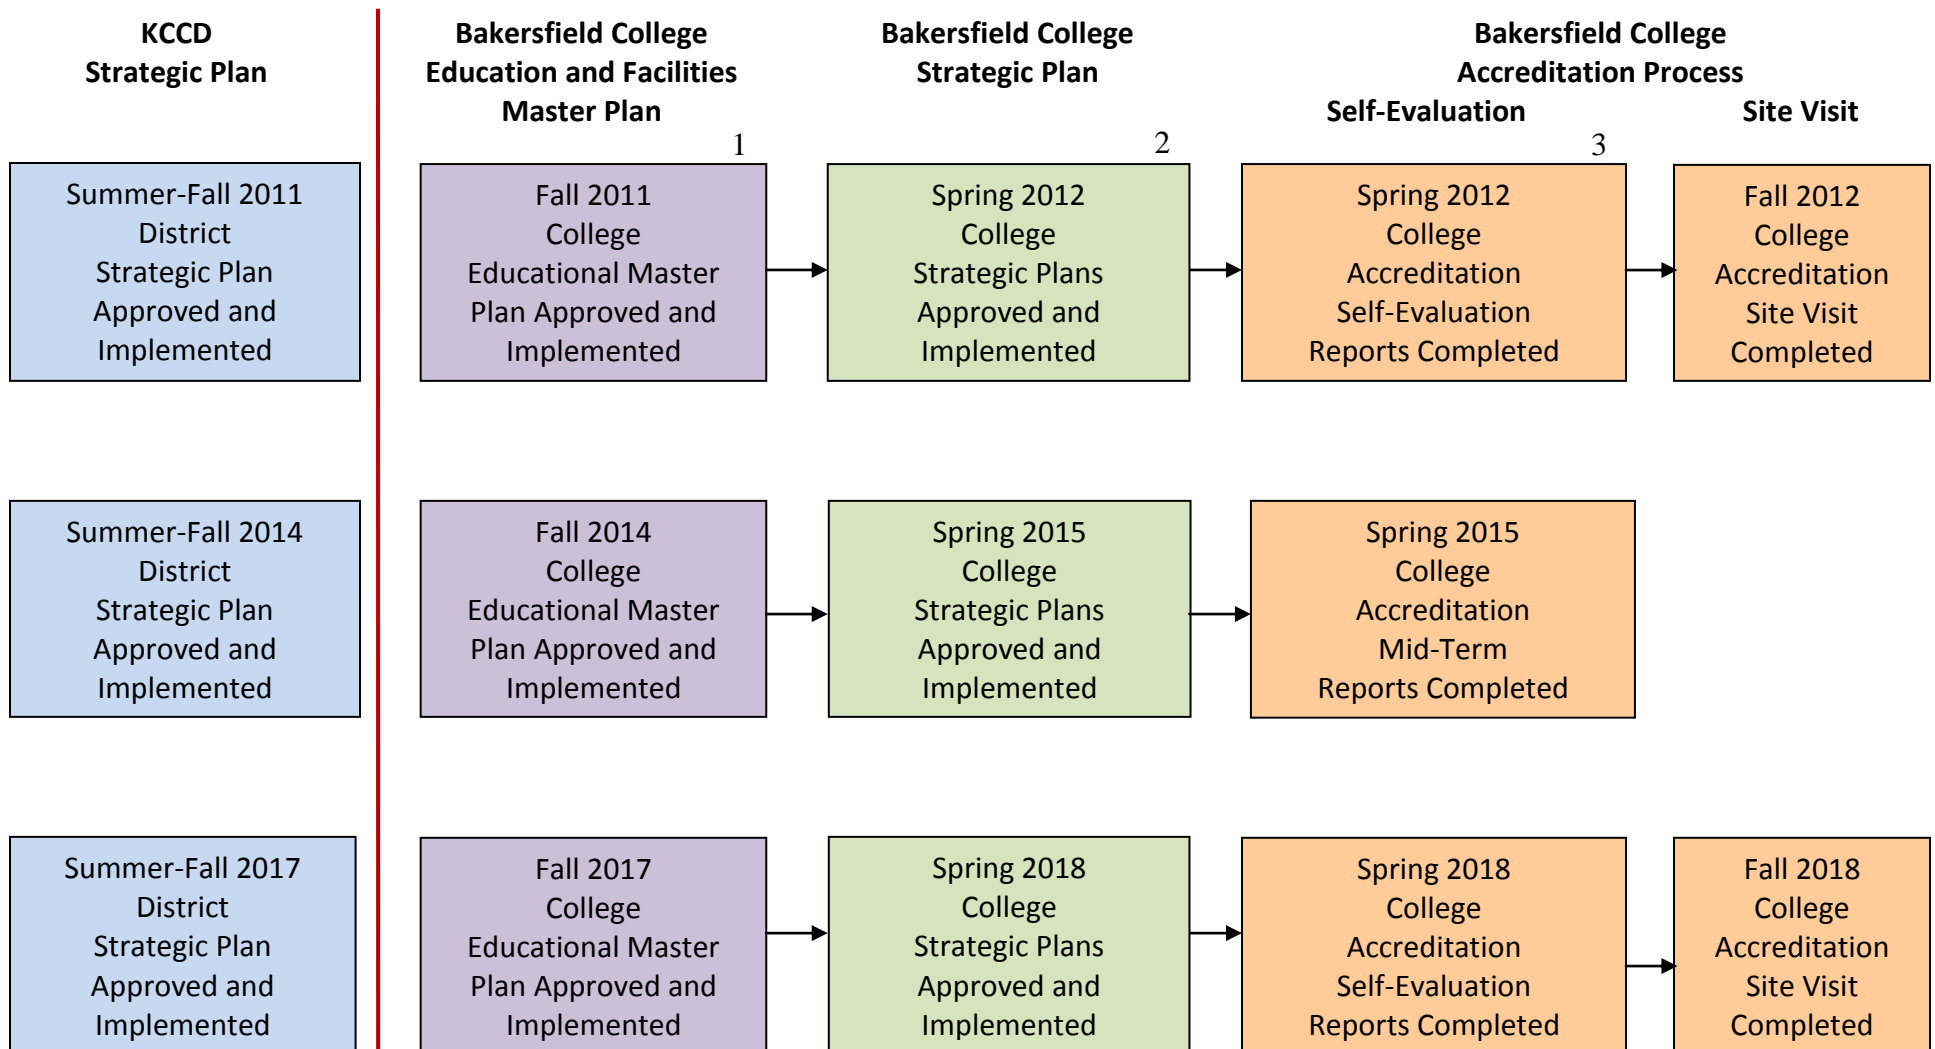 KCCD
Strategic Plan
Bakersfield College
Education and Facilities
Master Plan
Bakersfield College
Strategic Plan
Bakersfield College
Accreditation Process
Self-Evaluation
Site Visit
1
2
3
Summer-Fall 2011
District
Strategic Plan
Approved and
Implemented
Fall 2011
College
Educational Master
Plan Approved and
Implemented
Spring 2012
College
Strategic Plans
Approved and
Implemented
Spring 2012
College
Accreditation
Self-Evaluation
Reports Completed
Fall 2012
College
Accreditation
Site Visit
Completed
Summer-Fall 2014
District
Strategic Plan
Approved and
Implemented
Fall 2014
College
Educational Master
Plan Approved and
Implemented
Spring 2015
College
Strategic Plans
Approved and
Implemented
Spring 2015
College
Accreditation
Mid-Term
Reports Completed
Summer-Fall 2017
District
Strategic Plan
Approved and
Implemented
Fall 2017
College
Educational Master
Plan Approved and
Implemented
Spring 2018
College
Strategic Plans
Approved and
Implemented
Spring 2018
College
Accreditation
Self-Evaluation
Reports Completed
Fall 2018
College
Accreditation
Site Visit
Completed